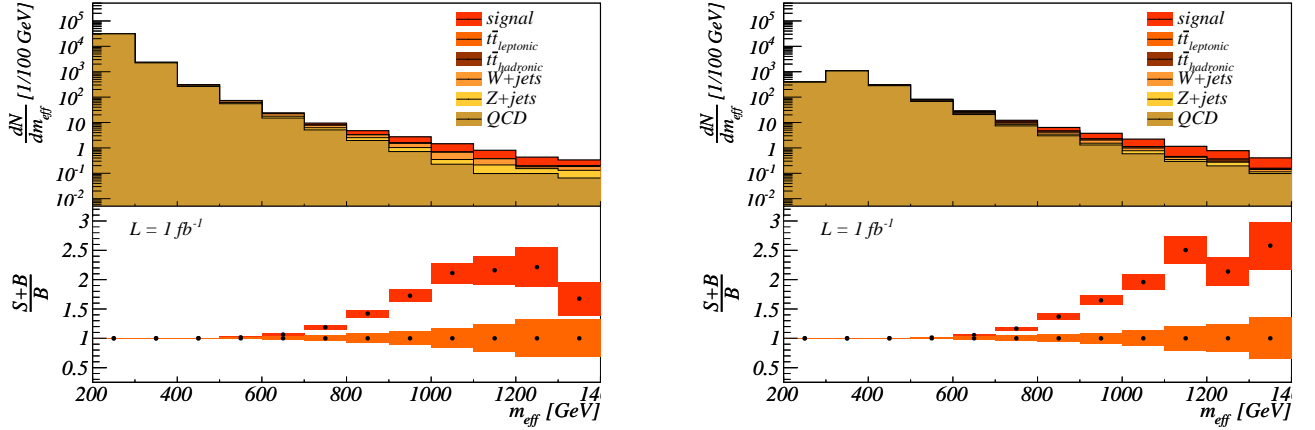 dN/dm_eff [1/100 GeV]
10^5
10^4
10^3
10^2
10
1
10^-1
10^-2
signal
tt̄_leptonic
tt̄_hadronic
W+jets
Z+jets
QCD
S+B/B
3
2.5
2
1.5
1
0.5
L = 1 fb^-1
200 400 600 800 1000 1200 140
m_eff [GeV]
dN/dm_eff [1/100 GeV]
10^5
10^4
10^3
10^2
10
1
10^-1
10^-2
signal
tt̄_leptonic
tt̄_hadronic
W+jets
Z+jets
QCD
S+B/B
3
2.5
2
1.5
1
0.5
L = 1 fb^-1
200 400 600 800 1000 1200 140
m_eff [GeV]